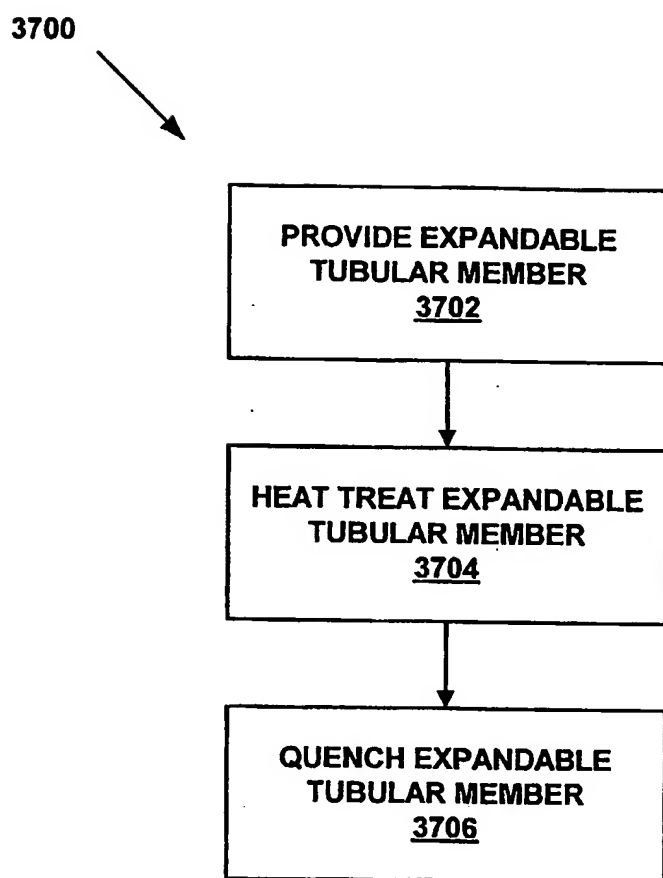 3700
PROVIDE EXPANDABLE
TUBULAR MEMBER
3702
HEAT TREAT EXPANDABLE
TUBULAR MEMBER
3704
QUENCH EXPANDABLE
TUBULAR MEMBER
3706